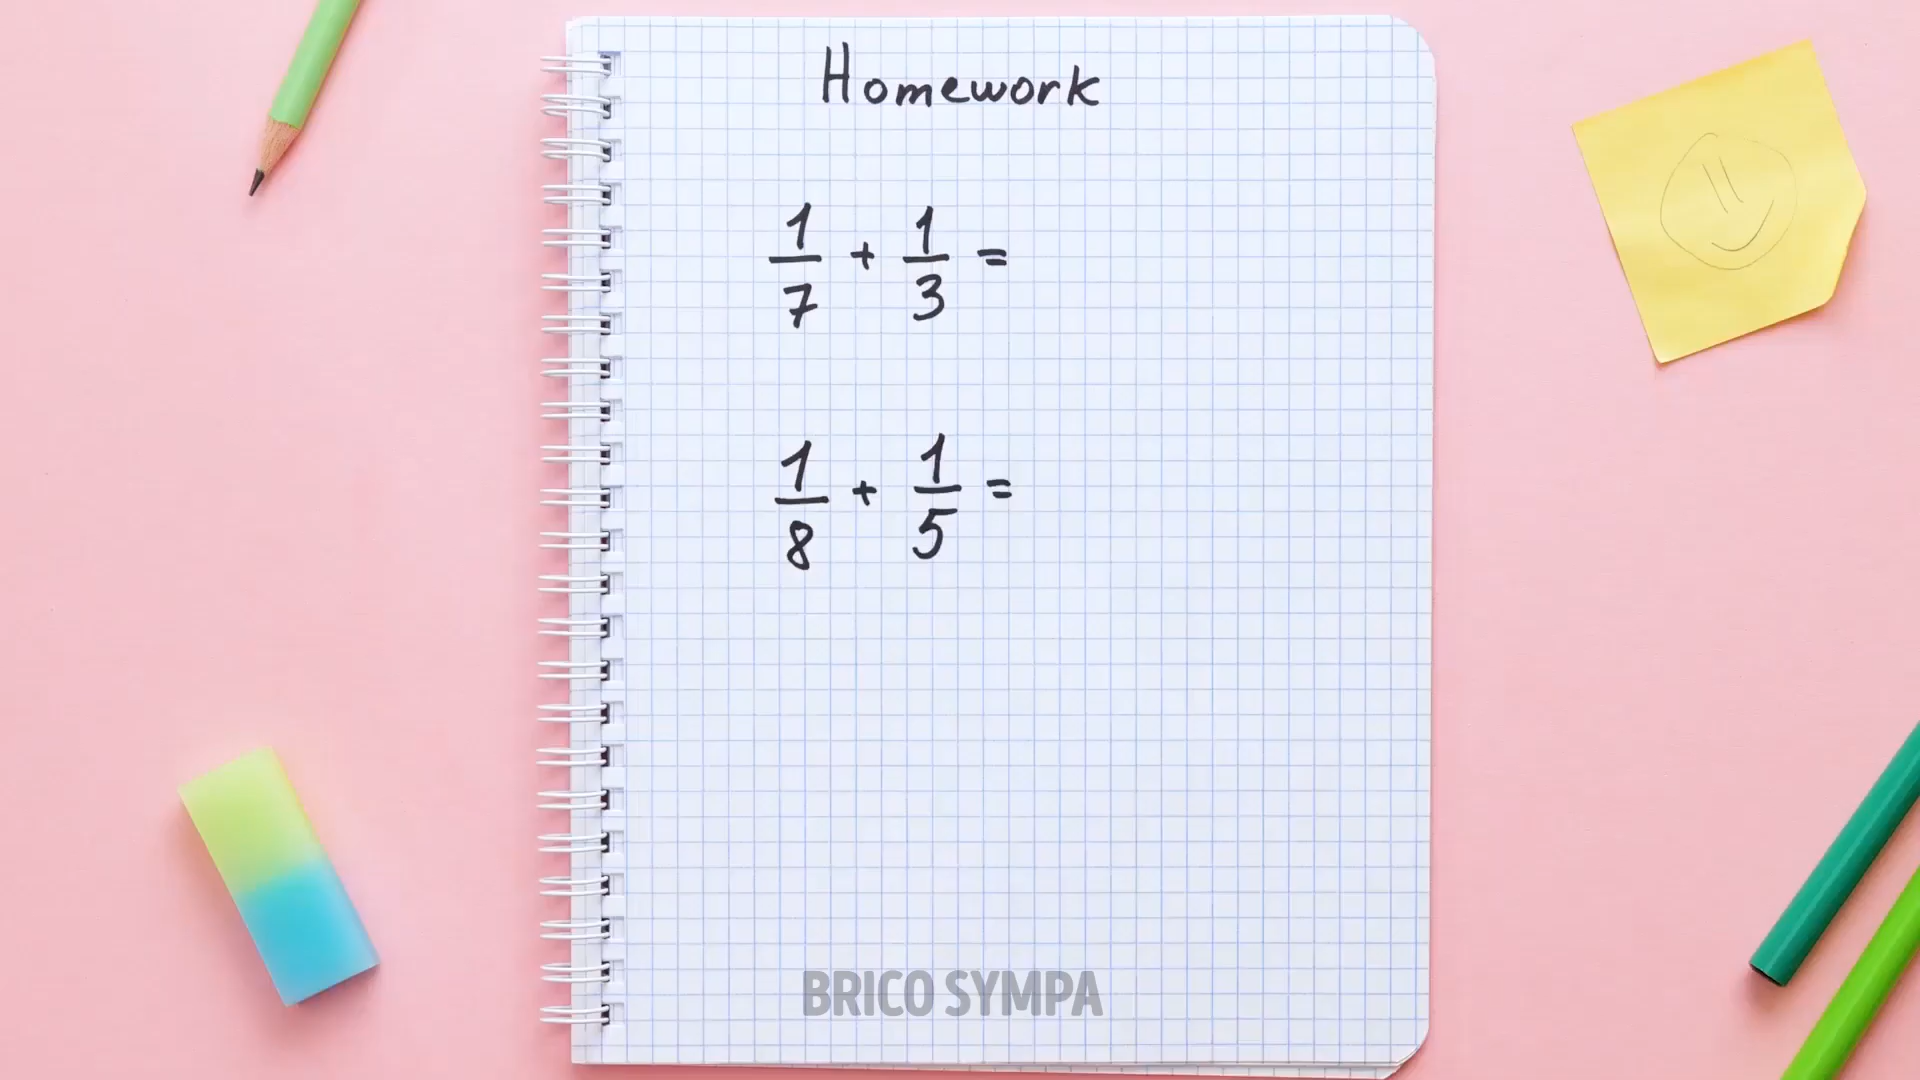 Homework
1/7 + 1/3 =
1/8 + 1/5 =
BRICO SYMPA